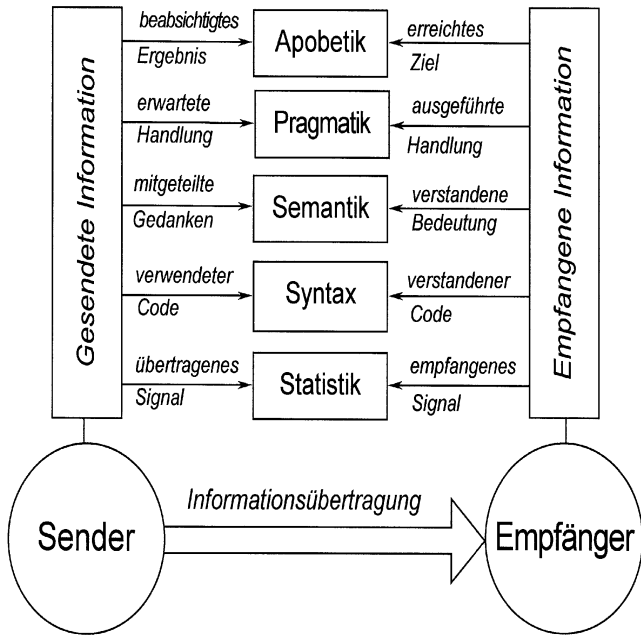 Gesendete Information
beabsichtigtes
Ergebnis
Apobetik
erreichtes
Ziel
erwartete
Handlung
Pragmatik
ausgeführte
Handlung
mitgeteilte
Gedanken
Semantik
verstandene
Bedeutung
verwendeter
Code
Syntax
verstandener
Code
übertragenes
Signal
Statistik
empfangenes
Signal
Empfangene Information
Sender
Informationsübertragung
Empfänger